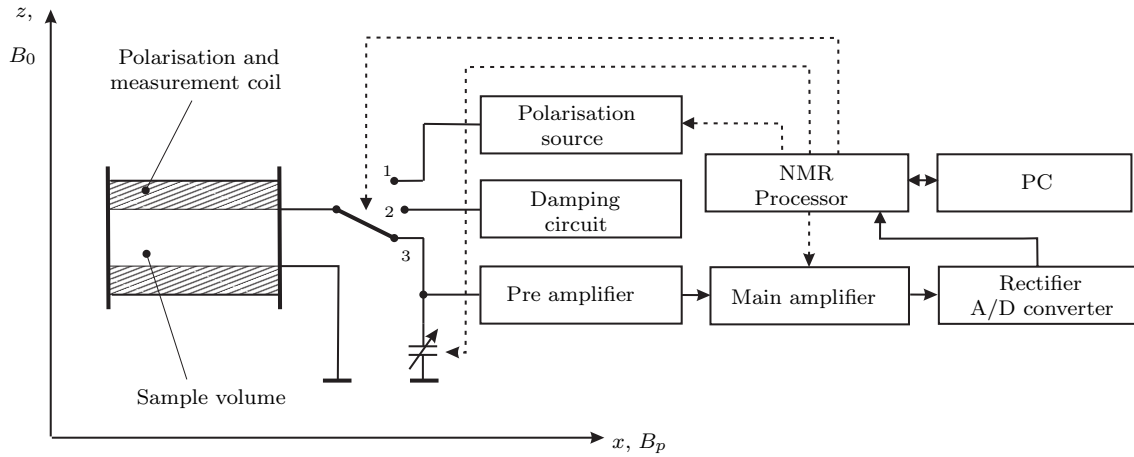 z,
B₀
Polarisation and
measurement coil
Sample volume
1
2
3
Polarisation
source
Damping
circuit
Pre amplifier
Main amplifier
NMR
Processor
PC
Rectifier
A/D converter
x, Bₚ